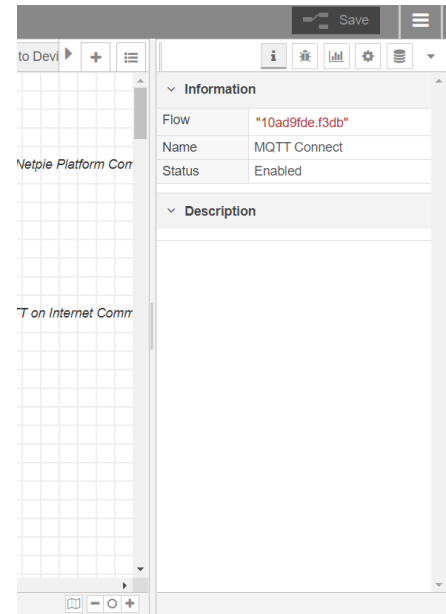 Save
to Devi
i
Information
Flow "10ad9fde.f3db"
Name MQTT Connect
Status Enabled
Description
Netpie Platform Com
TT on Internet Comm